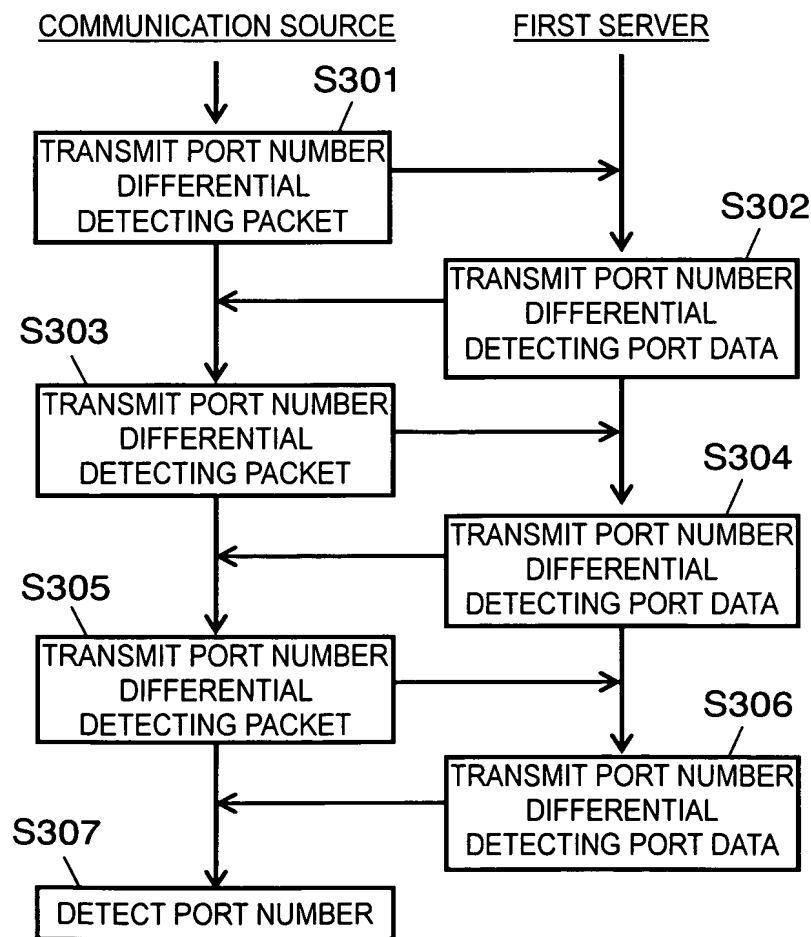 COMMUNICATION SOURCE
FIRST SERVER
S301
TRANSMIT PORT NUMBER
DIFFERENTIAL
DETECTING PACKET
S302
TRANSMIT PORT NUMBER
DIFFERENTIAL
DETECTING PORT DATA
S303
TRANSMIT PORT NUMBER
DIFFERENTIAL
DETECTING PACKET
S304
TRANSMIT PORT NUMBER
DIFFERENTIAL
DETECTING PORT DATA
S305
TRANSMIT PORT NUMBER
DIFFERENTIAL
DETECTING PACKET
S306
TRANSMIT PORT NUMBER
DIFFERENTIAL
DETECTING PORT DATA
S307
DETECT PORT NUMBER